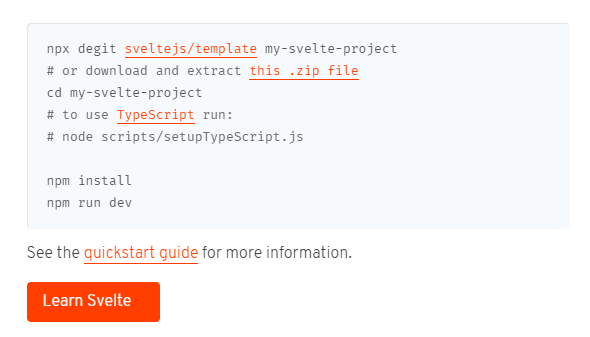 npx degit sveltejs/template my-svelte-project
# or download and extract this .zip file
cd my-svelte-project
# to use TypeScript run:
# node scripts/setupTypeScript.js
npm install
npm run dev
See the quickstart guide for more information.
Learn Svelte